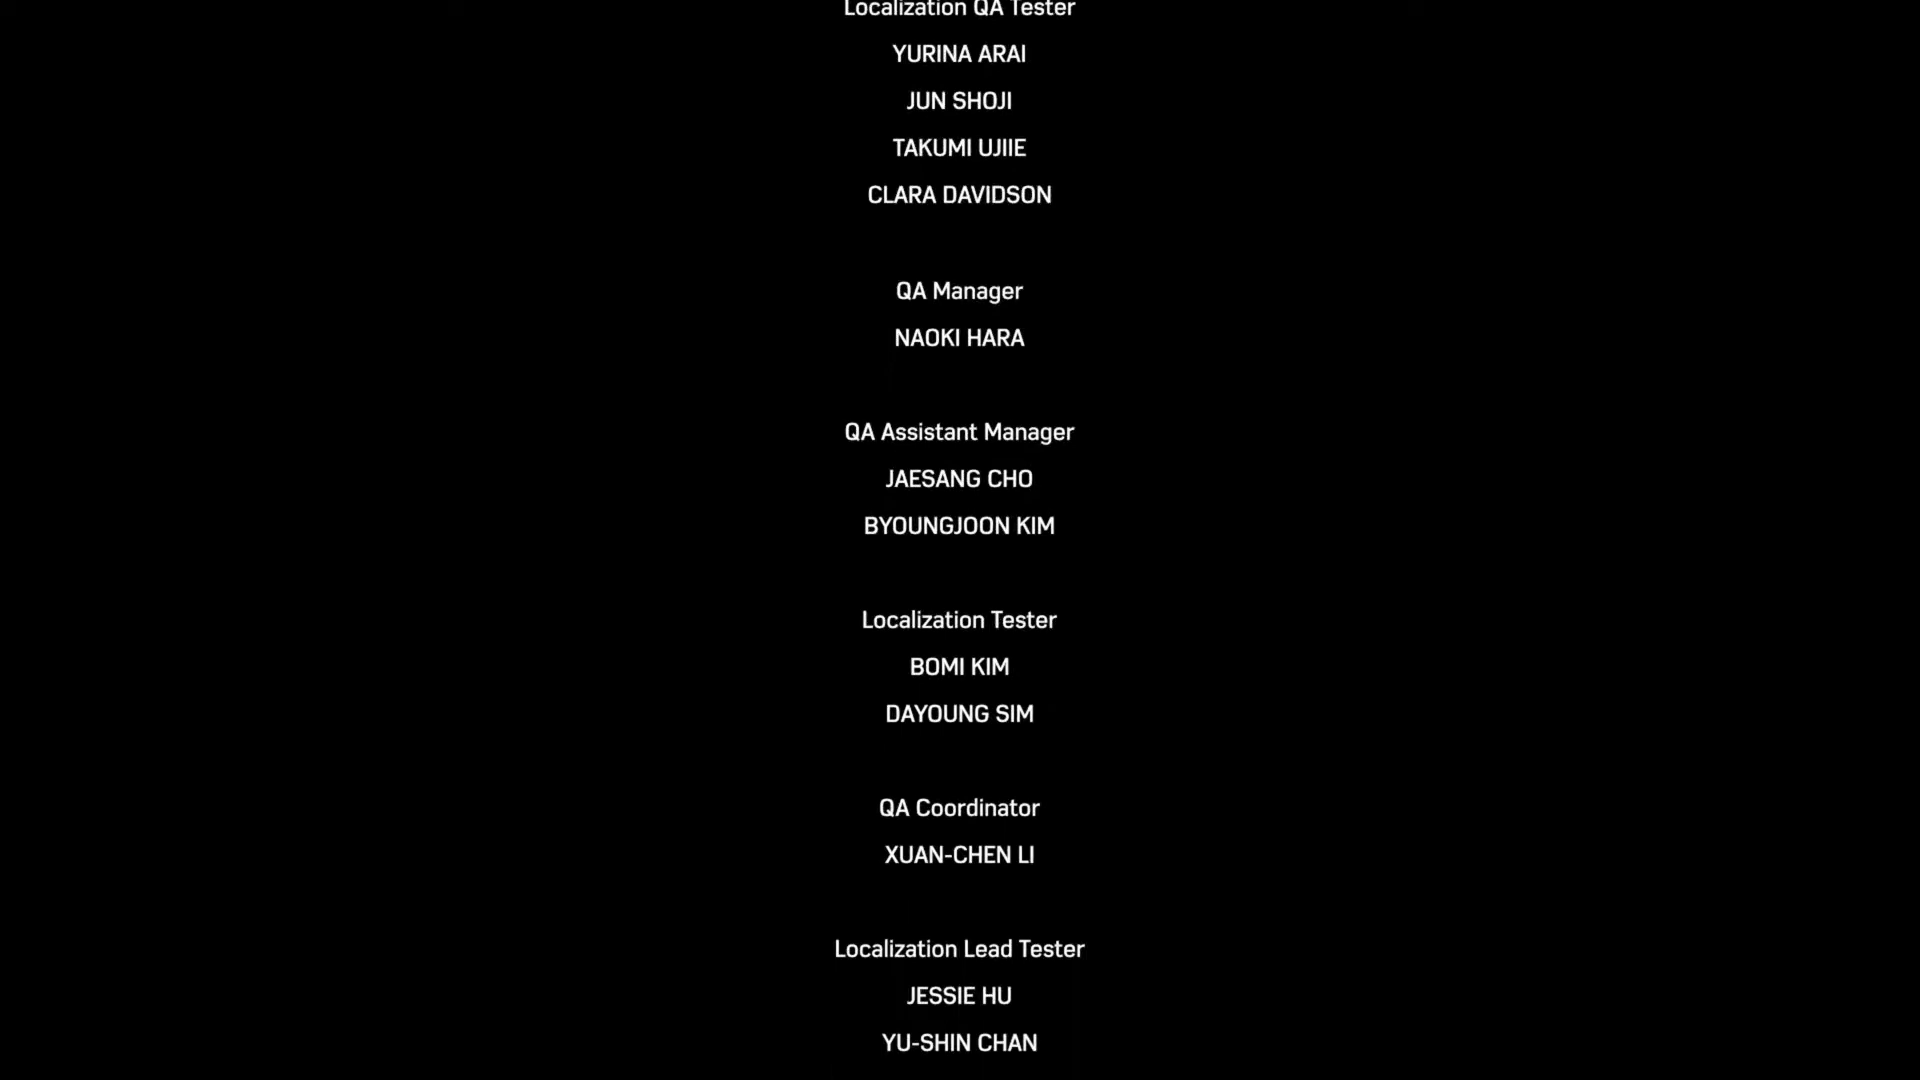 Localization QA Tester
YURINA ARAI
JUN SHOJI
TAKUMI UJIIE
CLARA DAVIDSON
QA Manager
NAOKI HARA
QA Assistant Manager
JAESANG CHO
BYOUNGJOON KIM
Localization Tester
BOMI KIM
DAYOUNG SIM
QA Coordinator
XUAN-CHEN LI
Localization Lead Tester
JESSIE HU
YU-SHIN CHAN